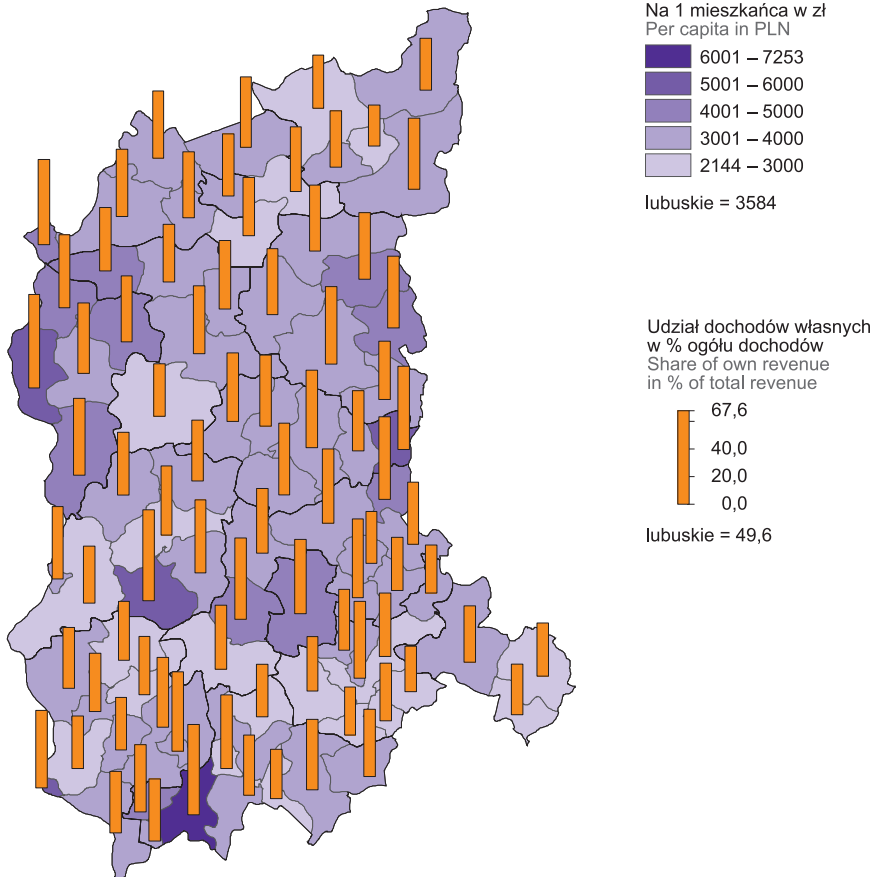 Na 1 mieszkańca w zł
Per capita in PLN
6001 – 7253
5001 – 6000
4001 – 5000
3001 – 4000
2144 – 3000
lubuskie = 3584
Udział dochodów własnych
w % ogółu dochodów
Share of own revenue
in % of total revenue
67,6
40,0
20,0
0,0
lubuskie = 49,6